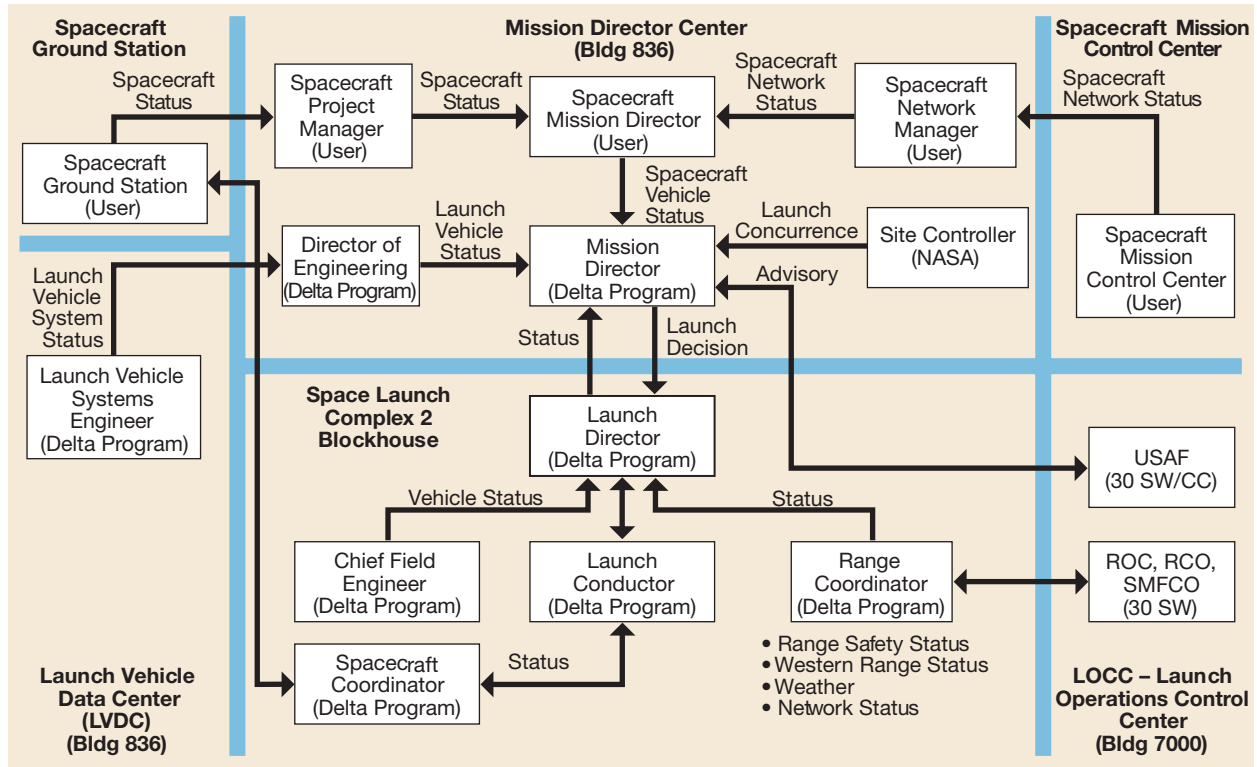 Spacecraft
Ground Station
Mission Director Center
(Bldg 836)
Spacecraft Mission
Control Center
Spacecraft
Status
Spacecraft
Project
Manager
(User)
Spacecraft
Status
Spacecraft
Mission Director
(User)
Spacecraft
Network
Status
Spacecraft
Network
Manager
(User)
Spacecraft
Network Status
Spacecraft
Ground Station
(User)
Spacecraft
Vehicle
Status
Launch
Vehicle
System
Status
Director of
Engineering
(Delta Program)
Launch
Vehicle
Status
Mission
Director
(Delta Program)
Launch
Concurrence
Site Controller
(NASA)
Advisory
Spacecraft
Mission
Control Center
(User)
Status
Launch
Decision
Launch Vehicle
Systems
Engineer
(Delta Program)
Space Launch
Complex 2
Blockhouse
Launch
Director
(Delta Program)
USAF
(30 SW/CC)
Vehicle Status
Status
Chief Field
Engineer
(Delta Program)
Launch
Conductor
(Delta Program)
Range
Coordinator
(Delta Program)
ROC, RCO,
SMFCO
(30 SW)
Spacecraft
Coordinator
(Delta Program)
Status
• Range Safety Status
• Western Range Status
• Weather
• Network Status
Launch Vehicle
Data Center
(LVDC)
(Bldg 836)
LOCC – Launch
Operations Control
Center
(Bldg 7000)